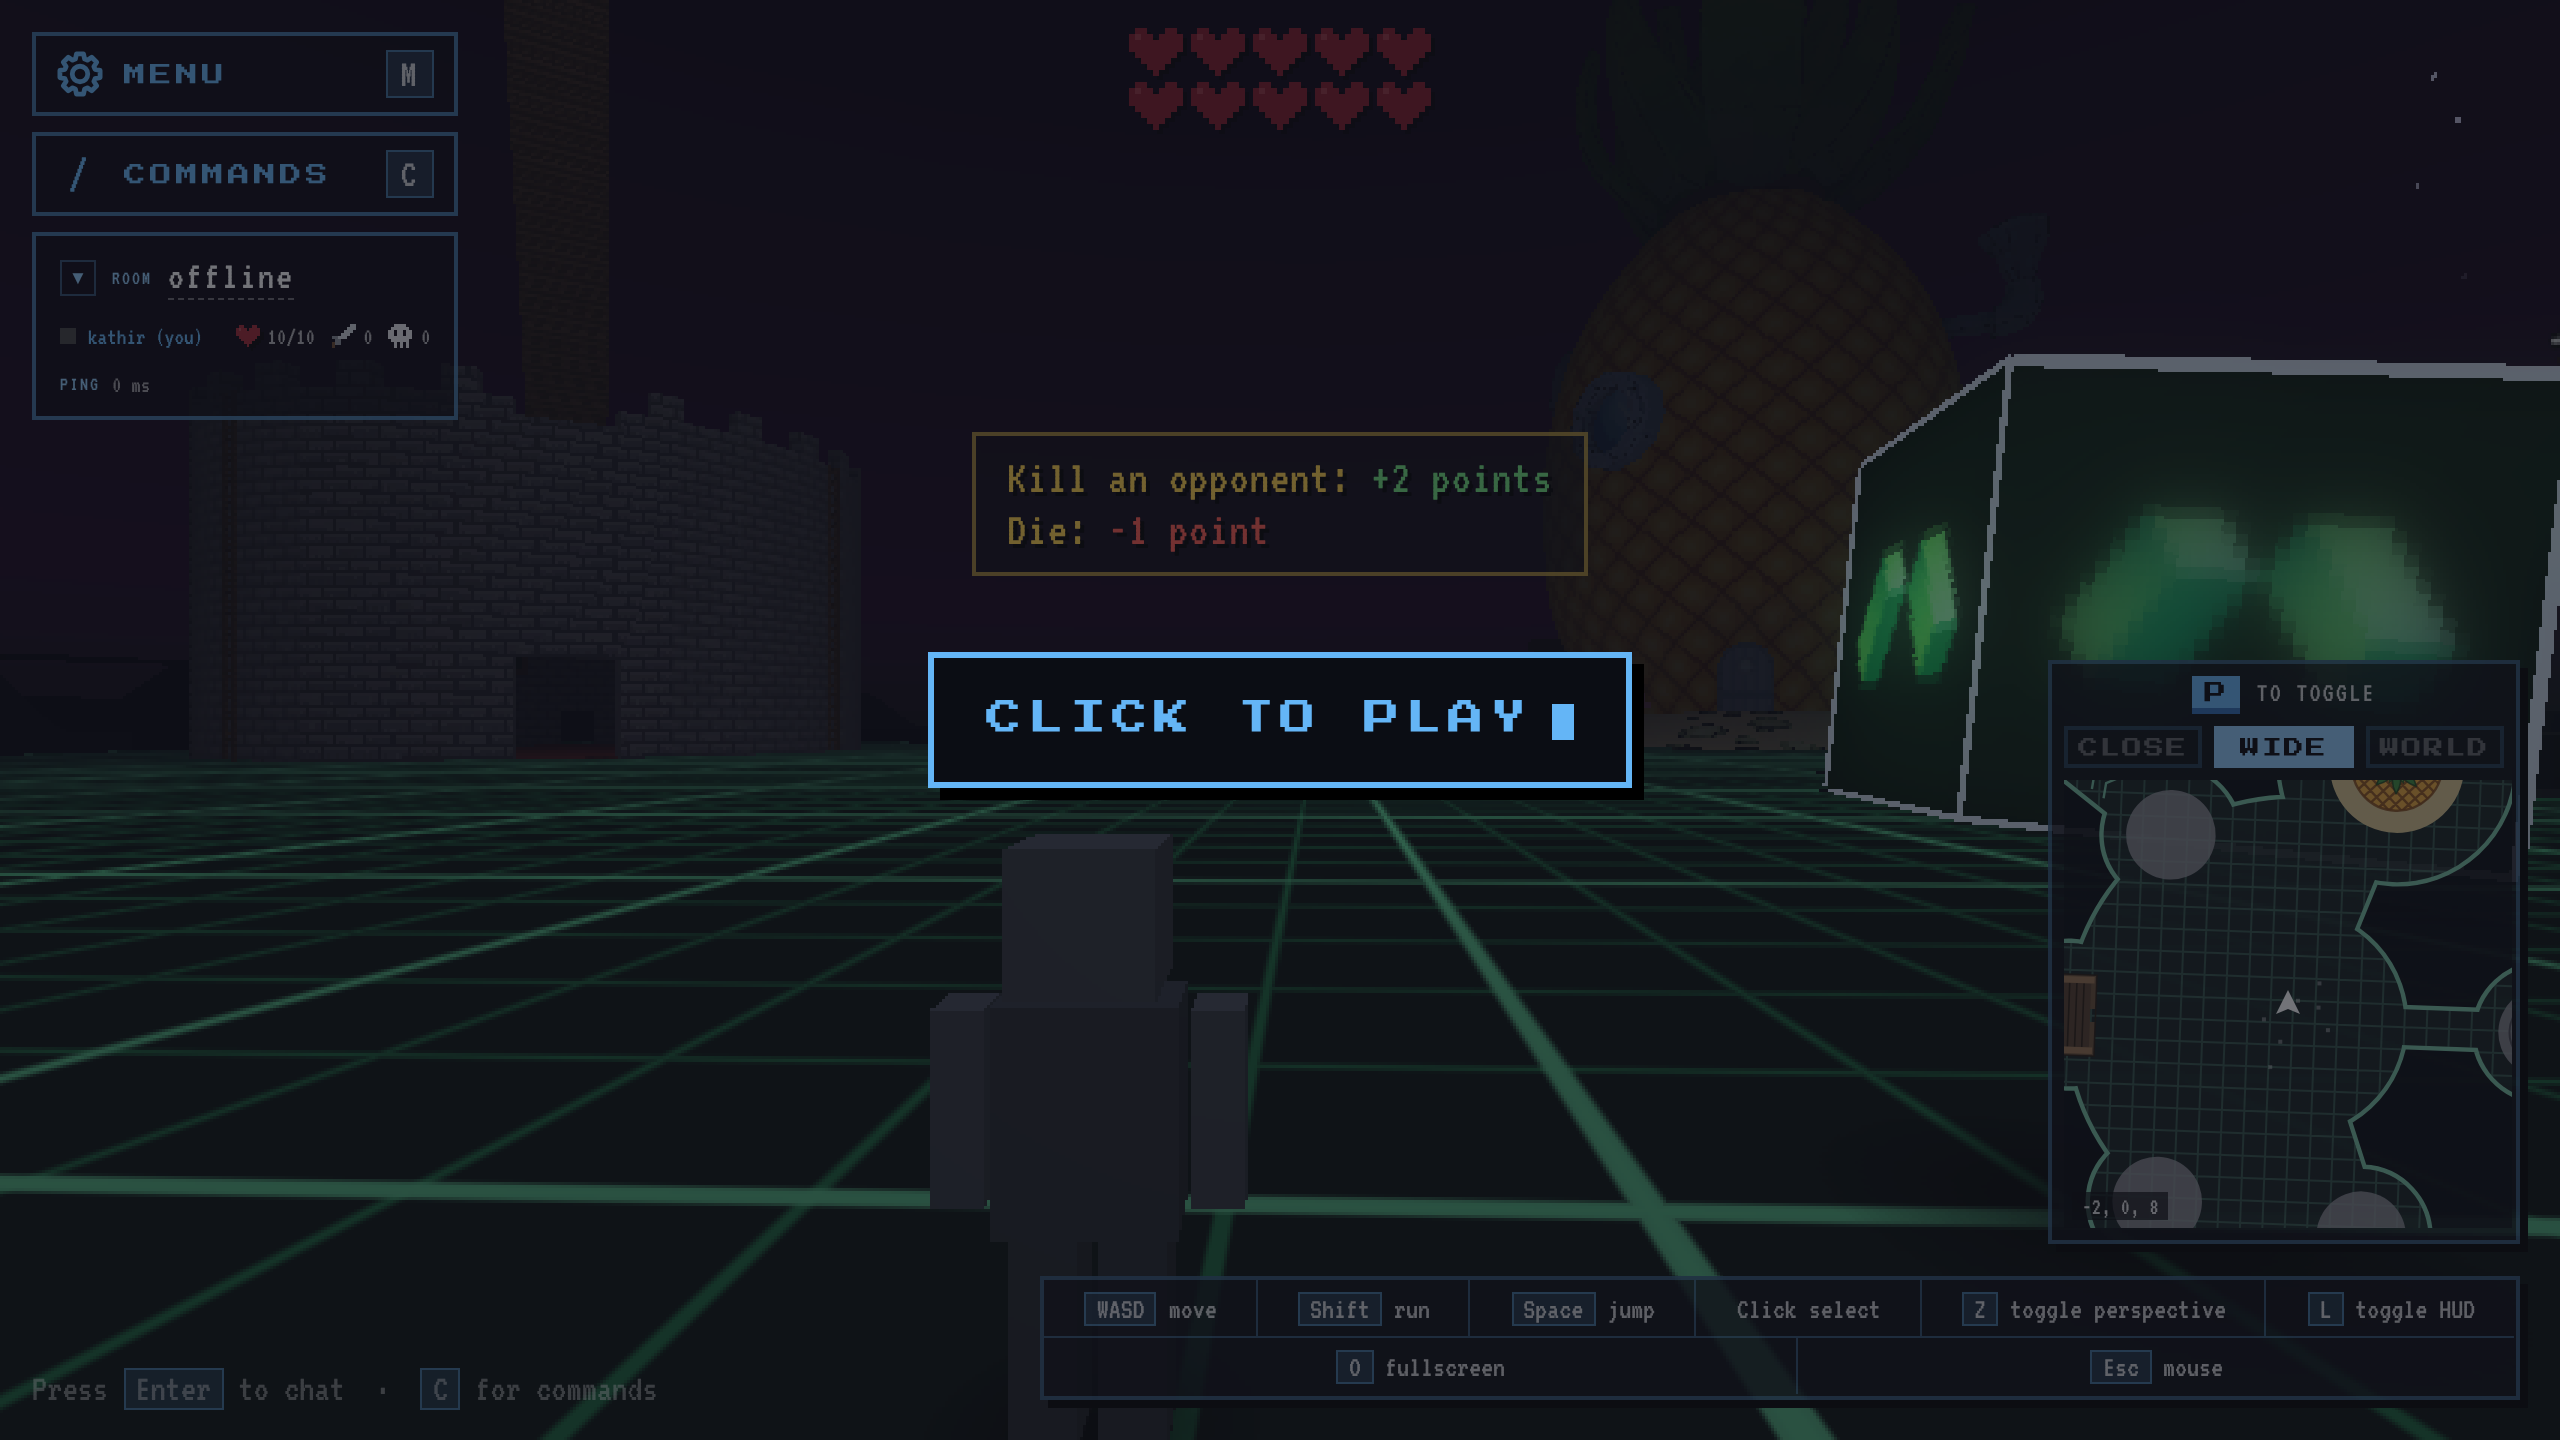 MENU M
/ COMMANDS C
▼ ROOM offline
kathir (you) 10/10 0 0
PING 0 ms
Kill an opponent: +2 points
Die: -1 point
CLICK TO PLAY
P TO TOGGLE
CLOSE WIDE WORLD
-2, 0, 8
WASD move Shift run Space jump Click select Z toggle perspective L toggle HUD
O fullscreen Esc mouse
Press Enter to chat · C for commands